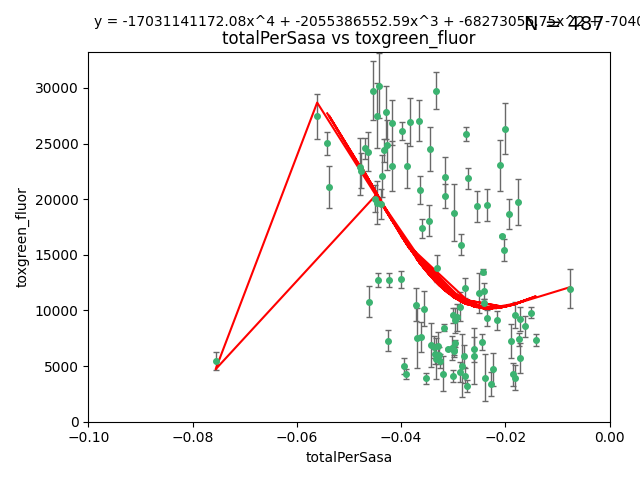 y = -17031141172.08x^4 + -2055386552.59x^3 +
N = 487
totalPerSasa vs toxgreen_fluor
toxgreen_fluor
30000
25000
20000
15000
10000
5000
0
−0.10 −0.08 −0.06 −0.04 −0.02 0.00
totalPerSasa